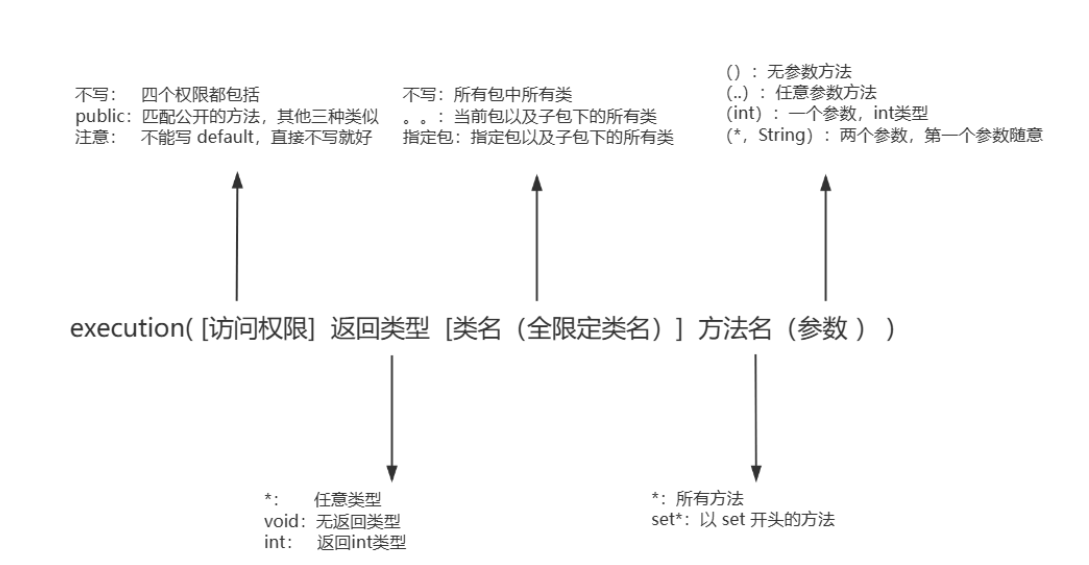 不写： 四个权限都包括
public：匹配公开的方法，其他三种类似
注意： 不能写 default，直接不写就好
不写：所有包中所有类
。。：当前包以及子包下的所有类
指定包：指定包以及子包下的所有类
（）：无参数方法
（..）：任意参数方法
（int）：一个参数，int类型
（*，String）：两个参数，第一个参数随意
execution( [访问权限] 返回类型 [类名（全限定类名）] 方法名（参数 ） )
*： 任意类型
void：无返回类型
int： 返回int类型
*：所有方法
set*：以 set 开头的方法